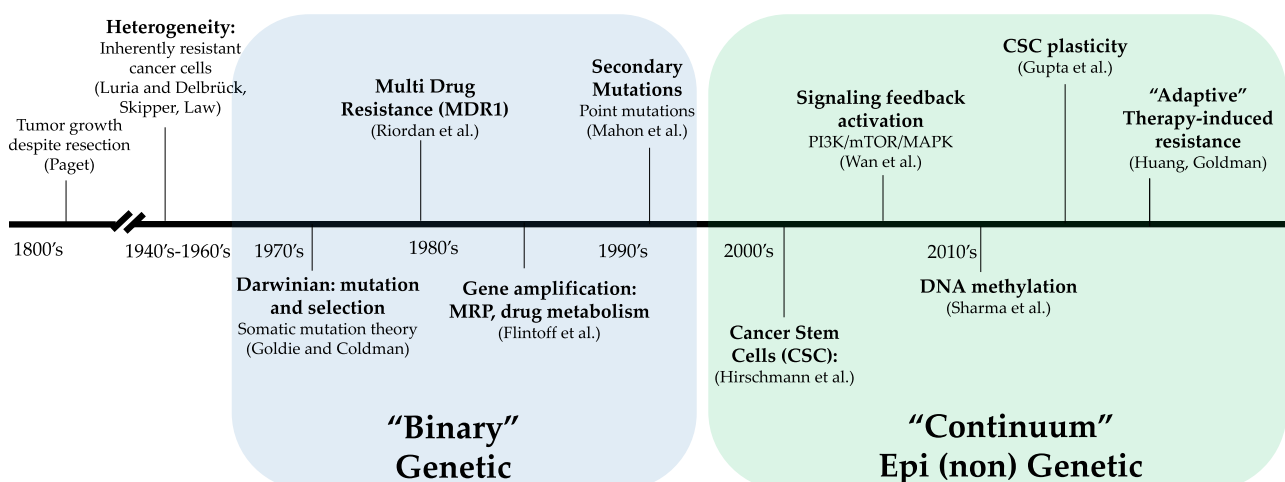 Heterogeneity:
Inherently resistant
cancer cells
(Luria and Delbrück,
Skipper, Law)
Tumor growth
despite resection
(Paget)
Multi Drug
Resistance (MDR1)
(Riordan et al.)
Secondary
Mutations
Point mutations
(Mahon et al.)
Signaling feedback
activation
PI3K/mTOR/MAPK
(Wan et al.)
CSC plasticity
(Gupta et al.)
“Adaptive”
Therapy-induced
resistance
(Huang, Goldman)
1800’s
1940’s-1960’s
1970’s
1980’s
1990’s
2000’s
2010’s
Darwinian: mutation
and selection
Somatic mutation theory
(Goldie and Coldman)
Gene amplification:
MRP, drug metabolism
(Flintoff et al.)
Cancer Stem
Cells (CSC):
(Hirschmann et al.)
DNA methylation
(Sharma et al.)
“Binary”
Genetic
“Continuum”
Epi (non) Genetic